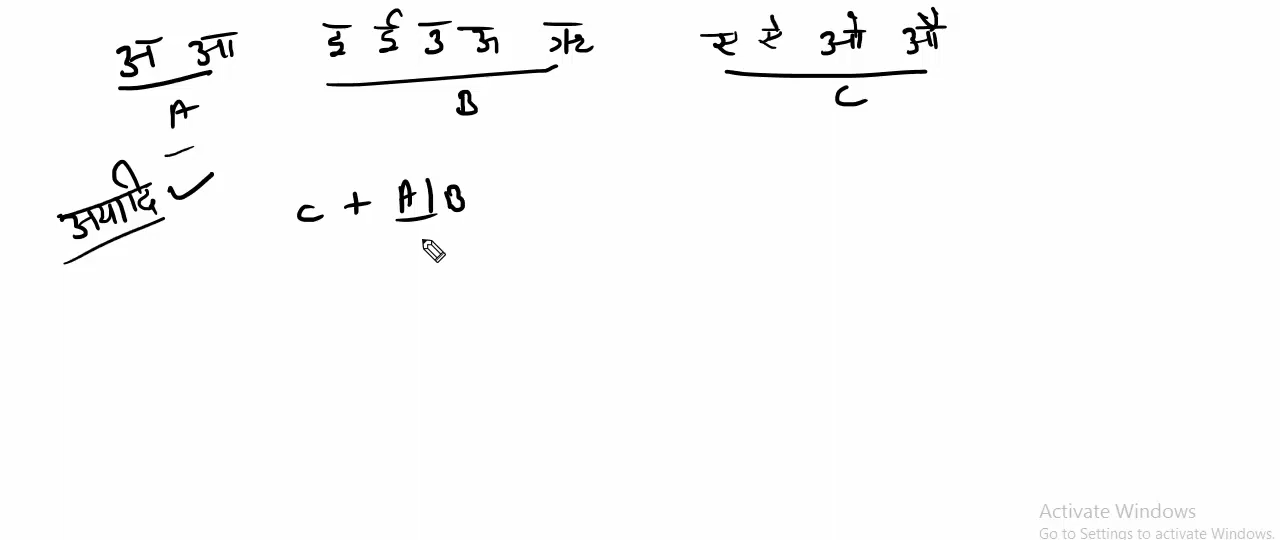 अ आ इ ई उ ऊ ऋ ए ऐ ओ औ
A B C
अयादि C + A|B
Activate Windows
Go to Settings to activate Windows.